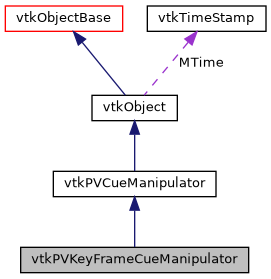 vtkObjectBase
vtkTimeStamp
MTime
vtkObject
vtkPVCueManipulator
vtkPVKeyFrameCueManipulator